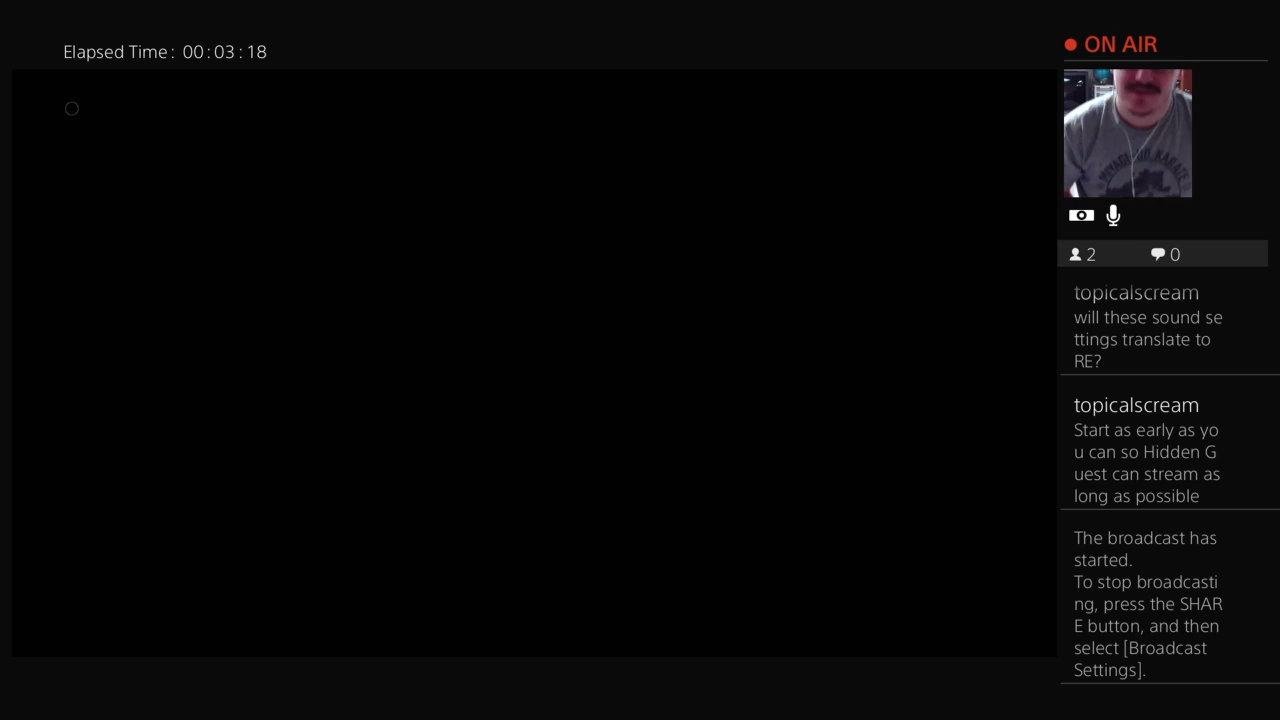 Elapsed Time: 00:03:18
ON AIR
2
0
topicalscream
will these sound se
ttings translate to
RE?
topicalscream
Start as early as yo
u can so Hidden G
uest can stream as
long as possible
The broadcast has
started.
To stop broadcasti
ng, press the SHAR
E button, and then
select [Broadcast
Settings].